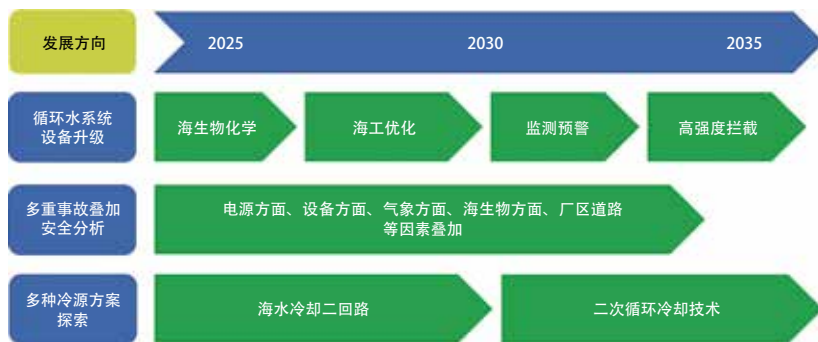 发展方向
2025
2030
2035
循环水系统
设备升级
海生物化学
海工优化
监测预警
高强度拦截
多重事故叠加
安全分析
电源方面、设备方面、气象方面、海生物方面、厂区道路
等因素叠加
多种冷源方案
探索
海水冷却二回路
二次循环冷却技术